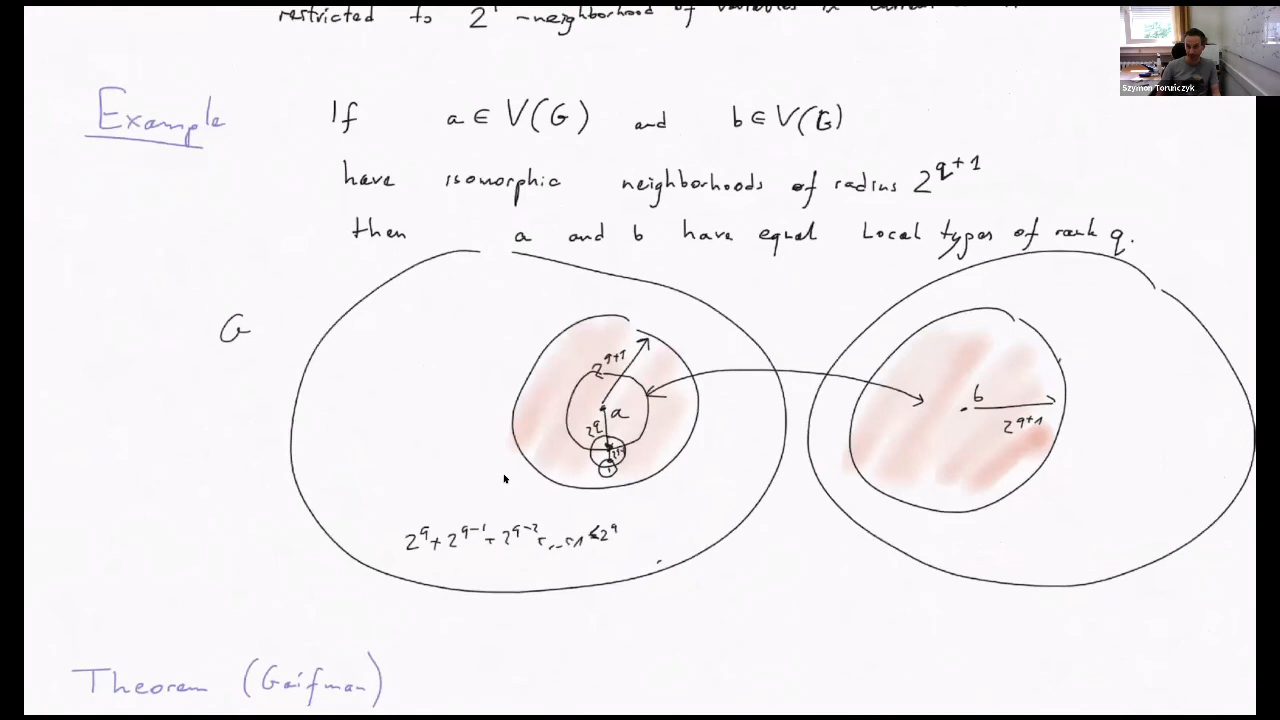 restricted to 2 -neighborhood of variables
Szymon Toruńczyk
Example If a ∈ V(G) and b ∈ V(G)
have isomorphic neighborhoods of radius 2^{q+1}
then a and b have equal Local types of rank q.
G
2^{q+1}
a
2^q
b
2^{q+1}
2^q + 2^{q-1} + 2^{q-2} + ... + 1 < 2^q
Theorem (Gaifman)